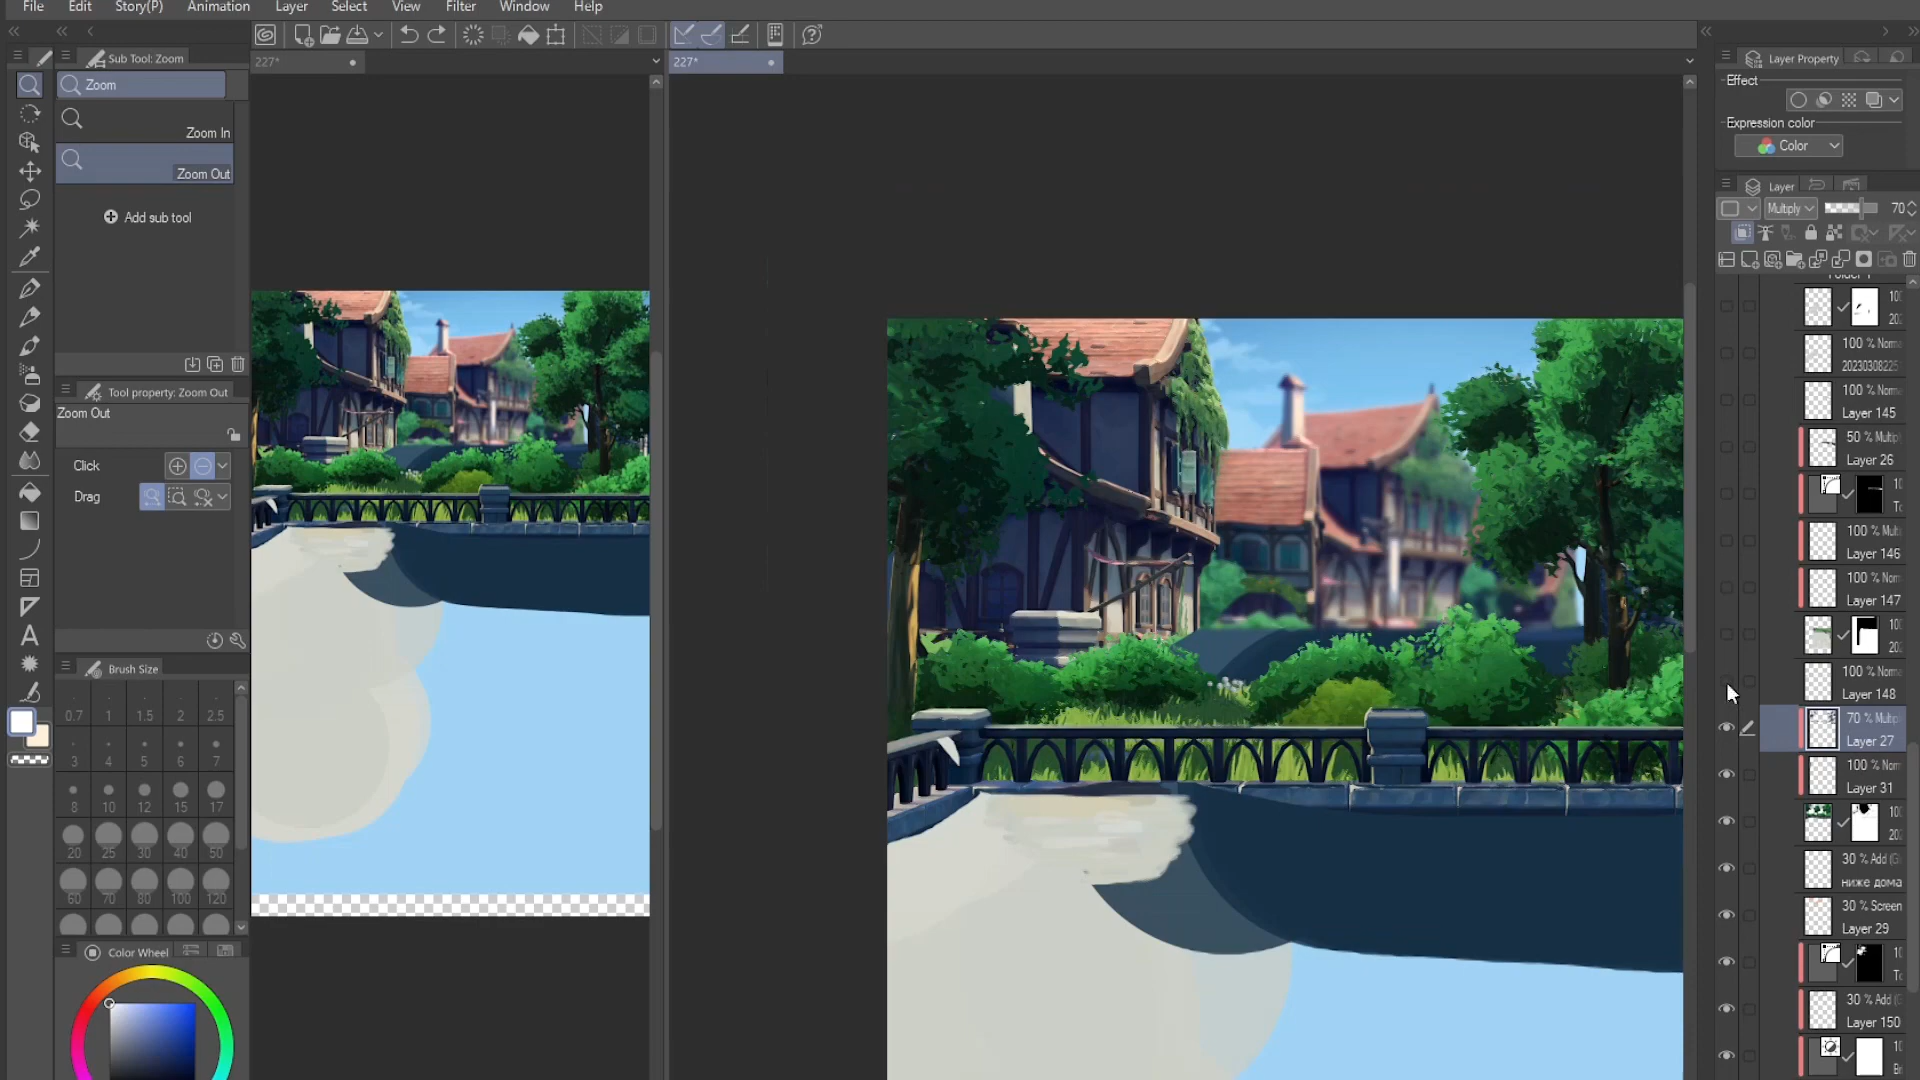 File Edit Story(P) Animation Layer Select View Filter Window Help
Sub Tool: Zoom
227*
227*
Zoom
Zoom In
Zoom Out
Add sub tool
Tool property: Zoom Out
Zoom Out
Click
Drag
Brush Size
0.7 1 1.5 2 2.5
3 4 5 6 7
8 10 12 15 17
20 25 30 40 50
60 70 80 100 120
Color Wheel
Layer Property
Effect
Expression color
Color
Layer
Multiply 70
100 % Norm
20230308225
100 % Norm
Layer 145
50 % Multip
Layer 26
100 % Multi
Layer 146
100 % Norm
Layer 147
100 % Norm
Layer 148
70 % Multip
Layer 27
100 % Norm
Layer 31
30 % Add (G
ниже дома
30 % Screen
Layer 29
30 % Add (G
Layer 150